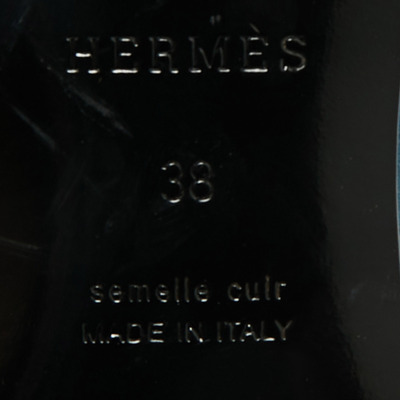 HERMÈS
38
semelle cuir
MADE IN ITALY